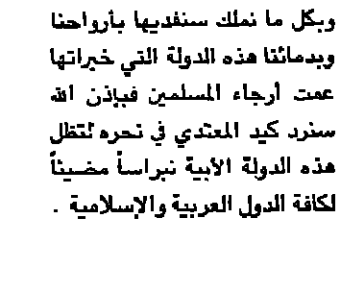 وبكل ما نملك سنفديها بأرواحنا
وبدمائنا هذه الدولة التي خيراتها
عمت أرجاء المسلمين فبإذن الله
سنرد كيد المعتدي في نحره لتظل
هذه الدولة الأبية نبراساً مضيئاً
لكافة الدول العربية والإسلامية .